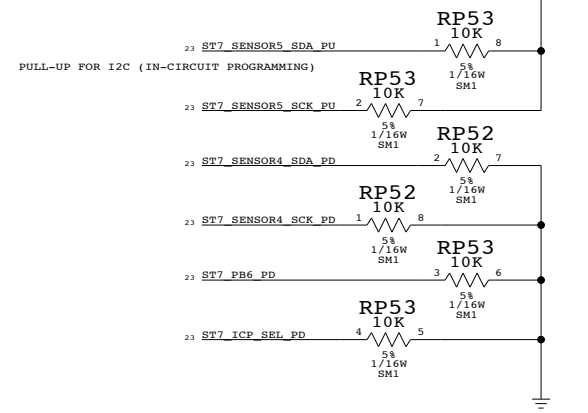 RP53
10K
23 ST7_SENSOR5_SDA_PU 1 8
5%
1/16W
SM1
PULL-UP FOR I2C (IN-CIRCUIT PROGRAMMING)
RP53
10K
23 ST7_SENSOR5_SCK_PU 2 7
5%
1/16W
SM1
RP52
10K
23 ST7_SENSOR4_SDA_PD 2 7
5%
1/16W
SM1
RP52
10K
23 ST7_SENSOR4_SCK_PD 1 8
5%
1/16W
SM1
RP53
10K
23 ST7_PB6_PD 3 6
5%
1/16W
SM1
RP53
10K
23 ST7_ICP_SEL_PD 4 5
5%
1/16W
SM1